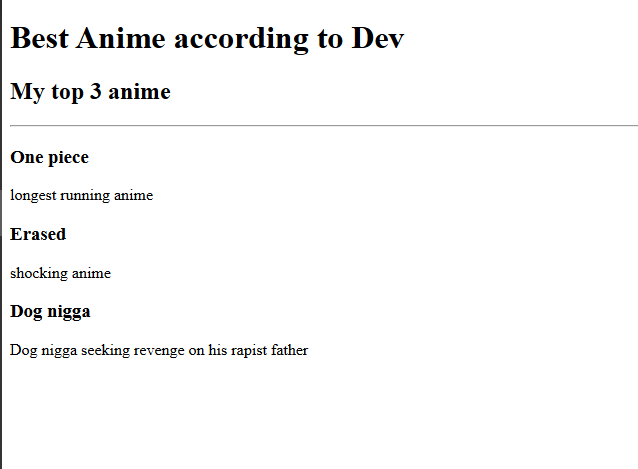 Best Anime according to Dev
My top 3 anime
One piece
longest running anime
Erased
shocking anime
Dog nigga
Dog nigga seeking revenge on his rapist father